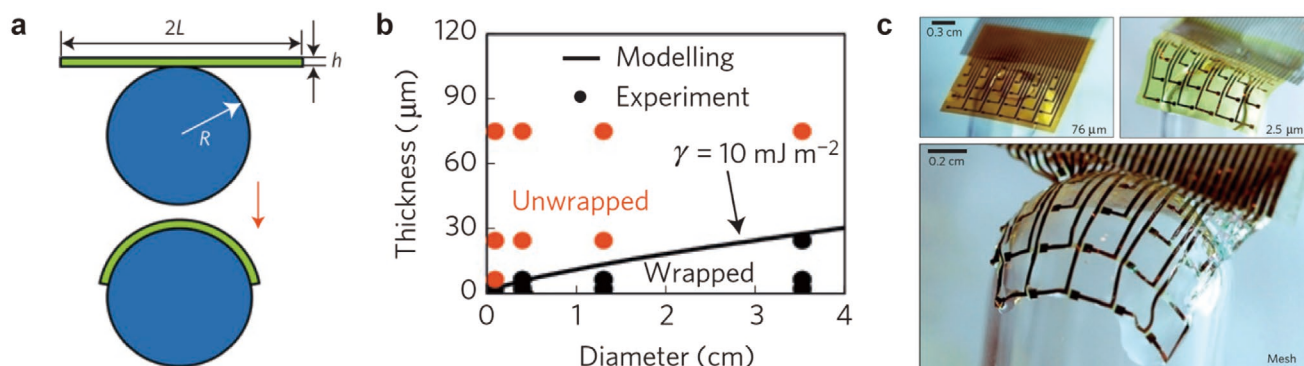 a
2L
h
R
b
120
90
60
30
0
Thickness (μm)
Modelling
Experiment
γ = 10 mJ m⁻²
Unwrapped
Wrapped
0 1 2 3 4
Diameter (cm)
c
0.3 cm
76 μm
2.5 μm
0.2 cm
Mesh